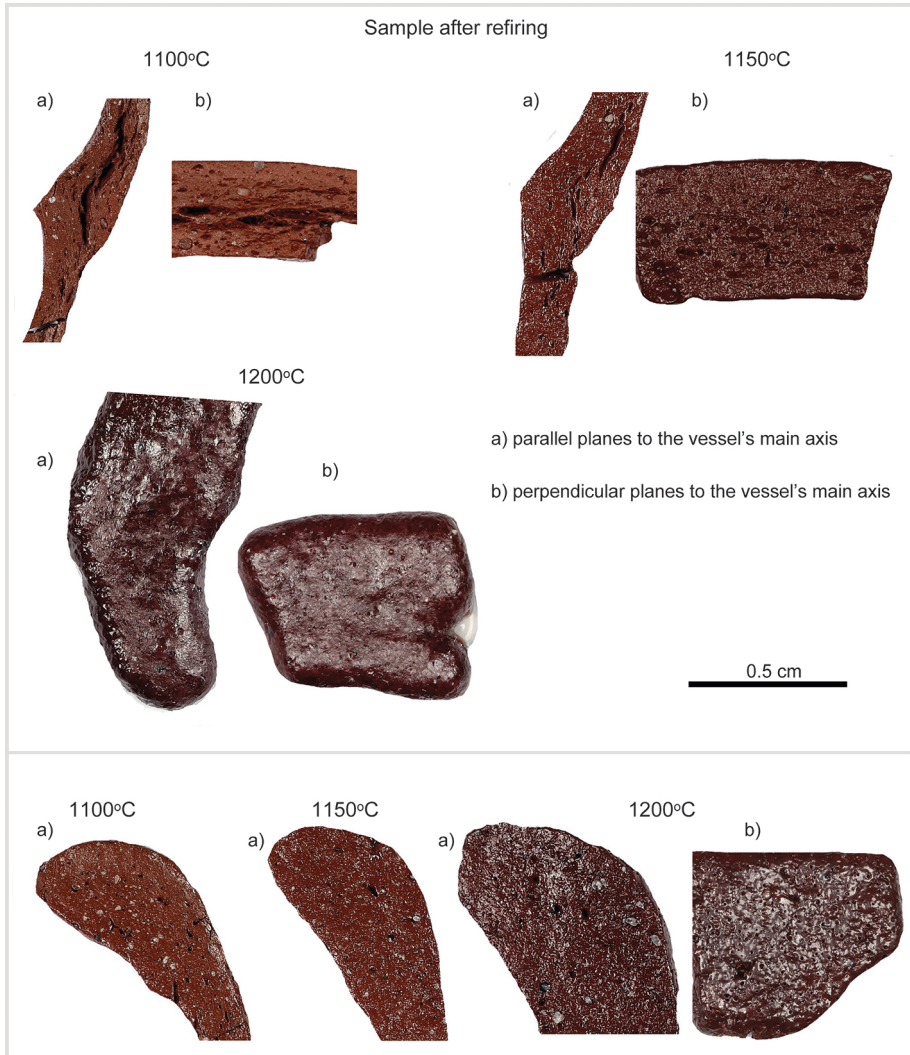 Sample after refiring
1100°C
1150°C
a)
b)
a)
b)
1200°C
a)
b)
a) parallel planes to the vessel's main axis
b) perpendicular planes to the vessel's main axis
0.5 cm
1100°C
1150°C
1200°C
a)
a)
a)
b)